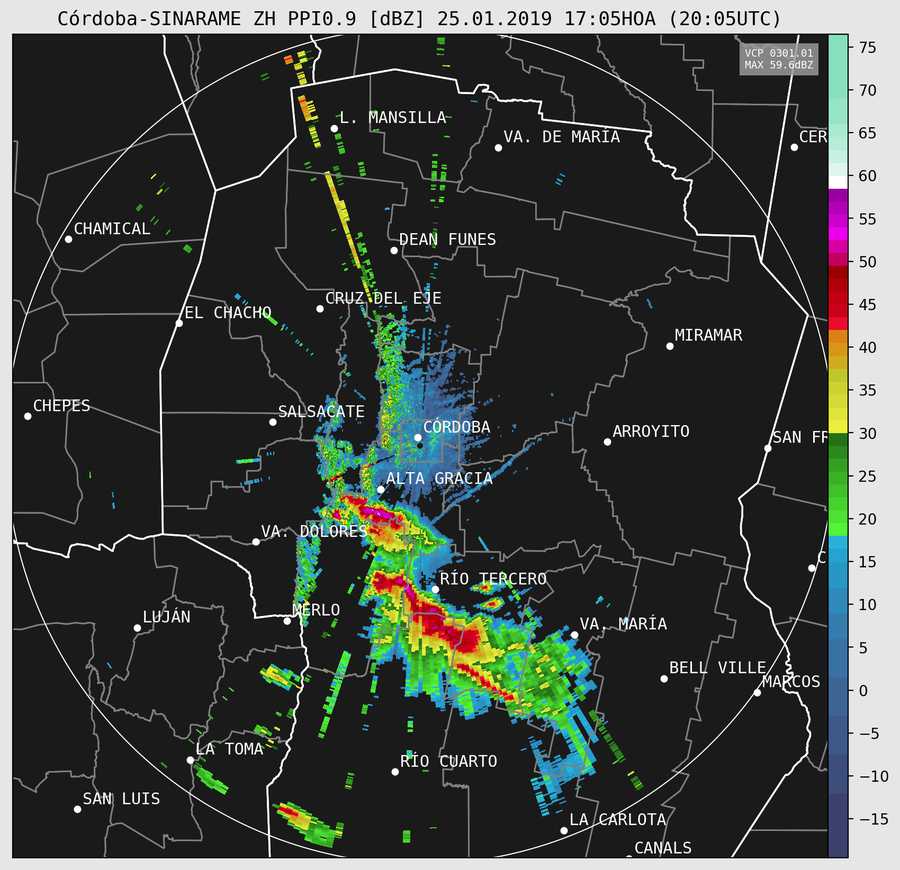 Córdoba-SINARAME ZH PPI0.9 [dBZ] 25.01.2019 17:05HOA (20:05UTC)
VCP 0301.01
MAX 59.6dBZ
75
70
65
60
55
50
45
40
35
30
25
20
15
10
5
0
−5
−10
−15
L. MANSILLA
VA. DE MARÍA
CER
CHAMICAL
DEAN FUNES
CRUZ DEL EJE
EL CHACHO
MIRAMAR
CHEPES
SALSACATE
CÓRDOBA
ARROYITO
SAN FR
ALTA GRACIA
VA. DOLORES
C
RÍO TERCERO
LUJÁN
MERLO
VA. MARÍA
BELL VILLE
MARCOS
LA TOMA
RÍO CUARTO
SAN LUIS
LA CARLOTA
CANALS